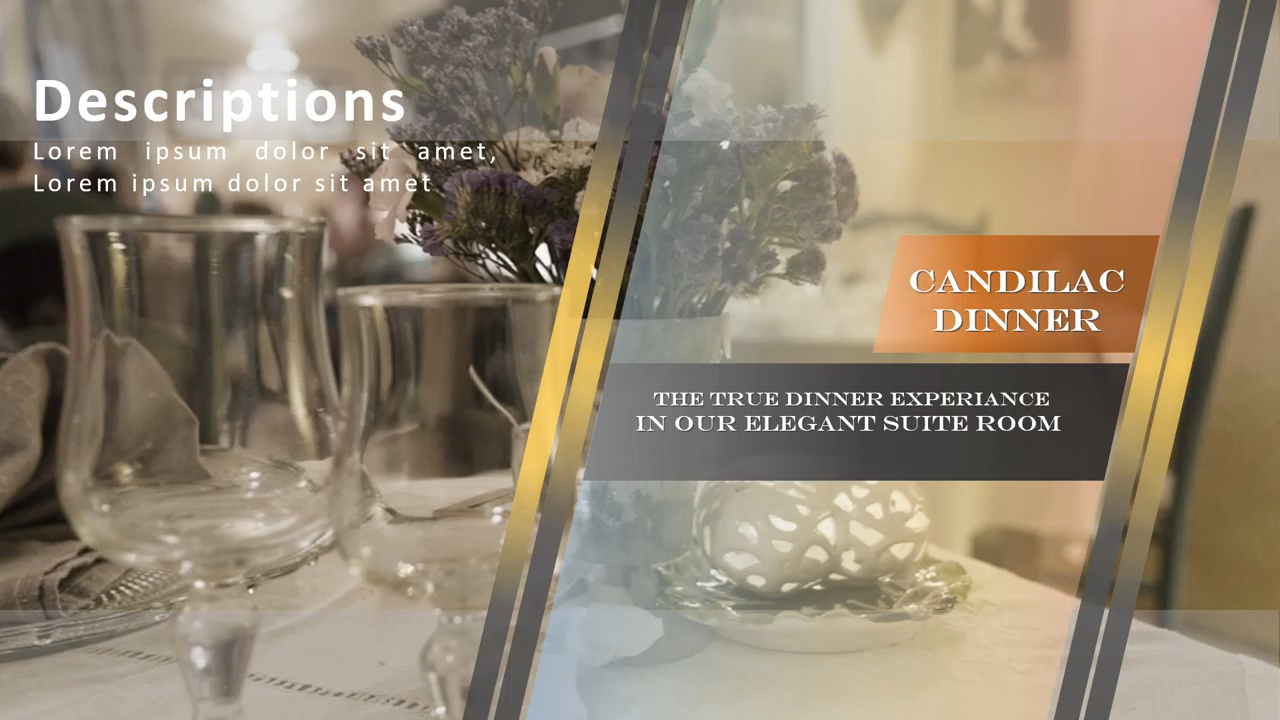 Descriptions
Lorem ipsum dolor sit amet,
Lorem ipsum dolor sit amet
CANDILAC
DINNER
THE TRUE DINNER EXPERIANCE
IN OUR ELEGANT SUITE ROOM